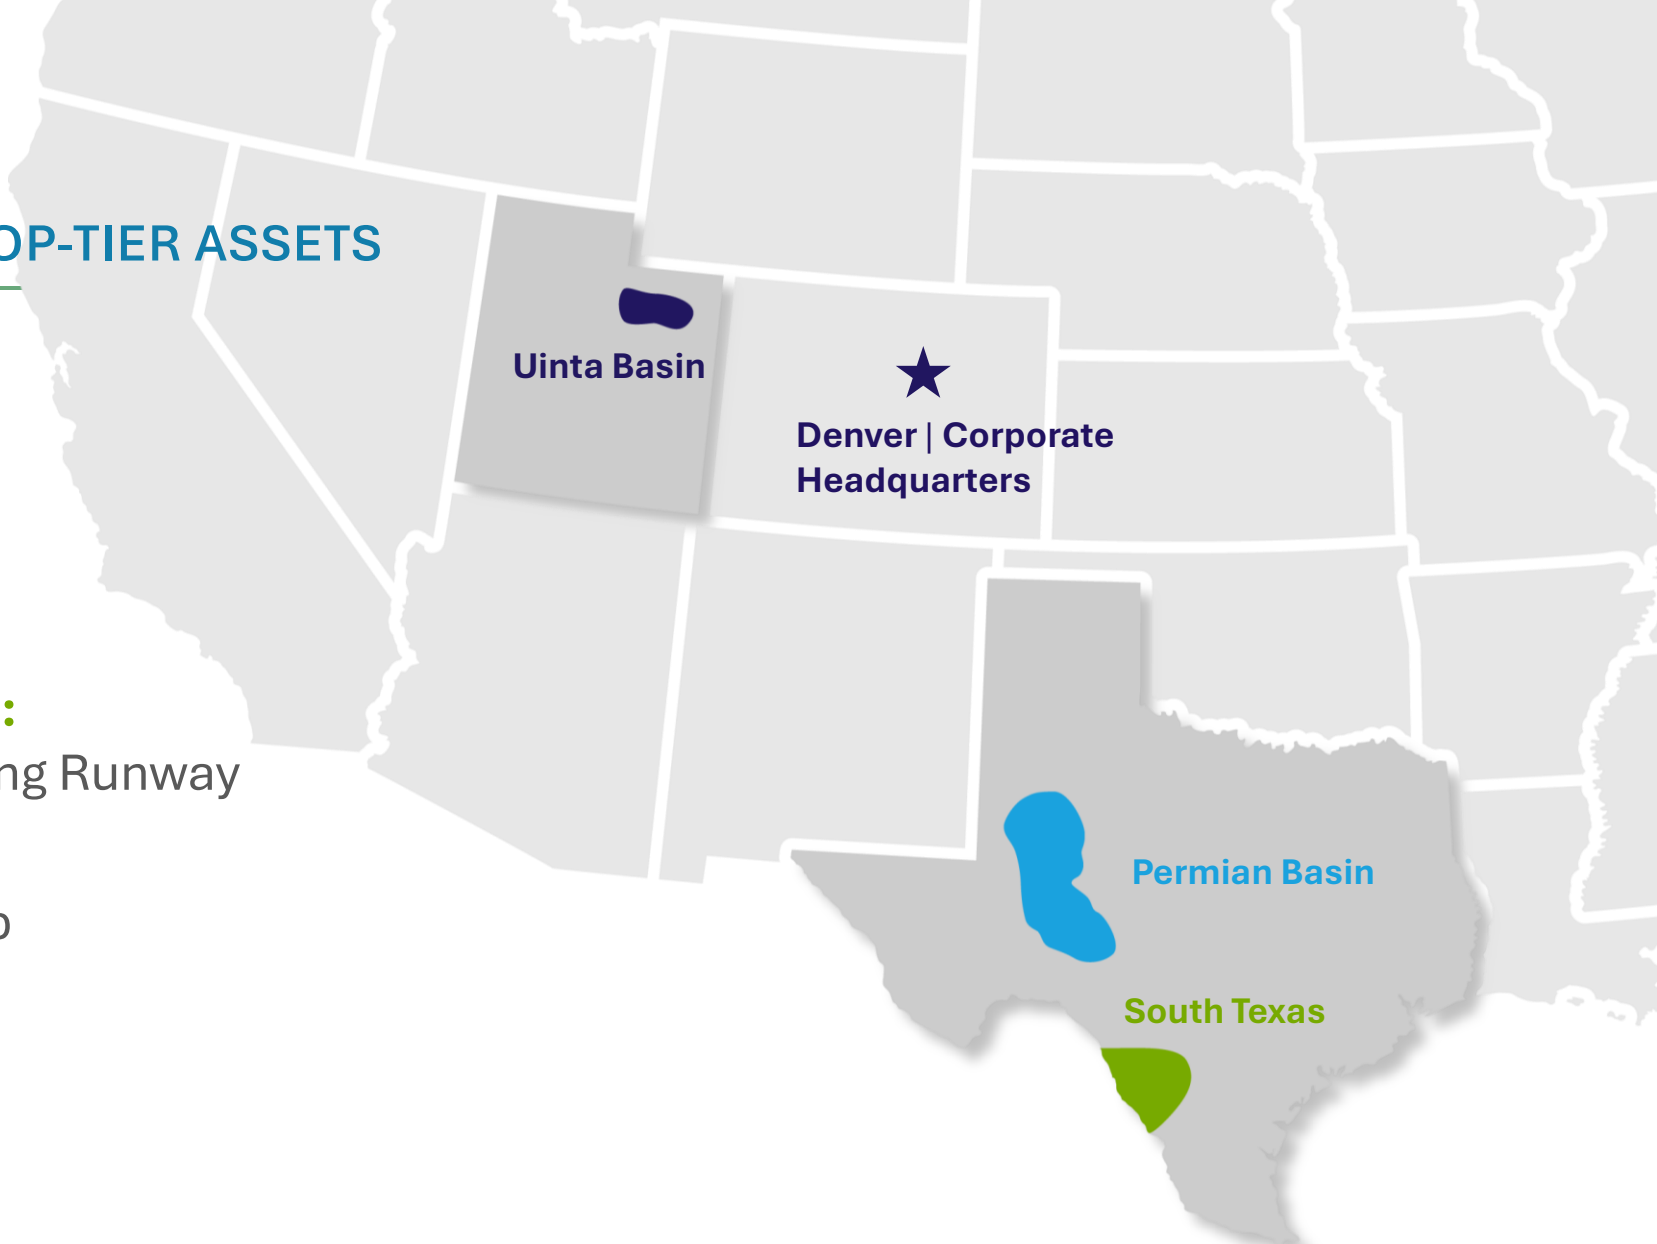 OP-TIER ASSETS
Uinta Basin
Denver | Corporate
Headquarters
:
ng Runway
Permian Basin
South Texas